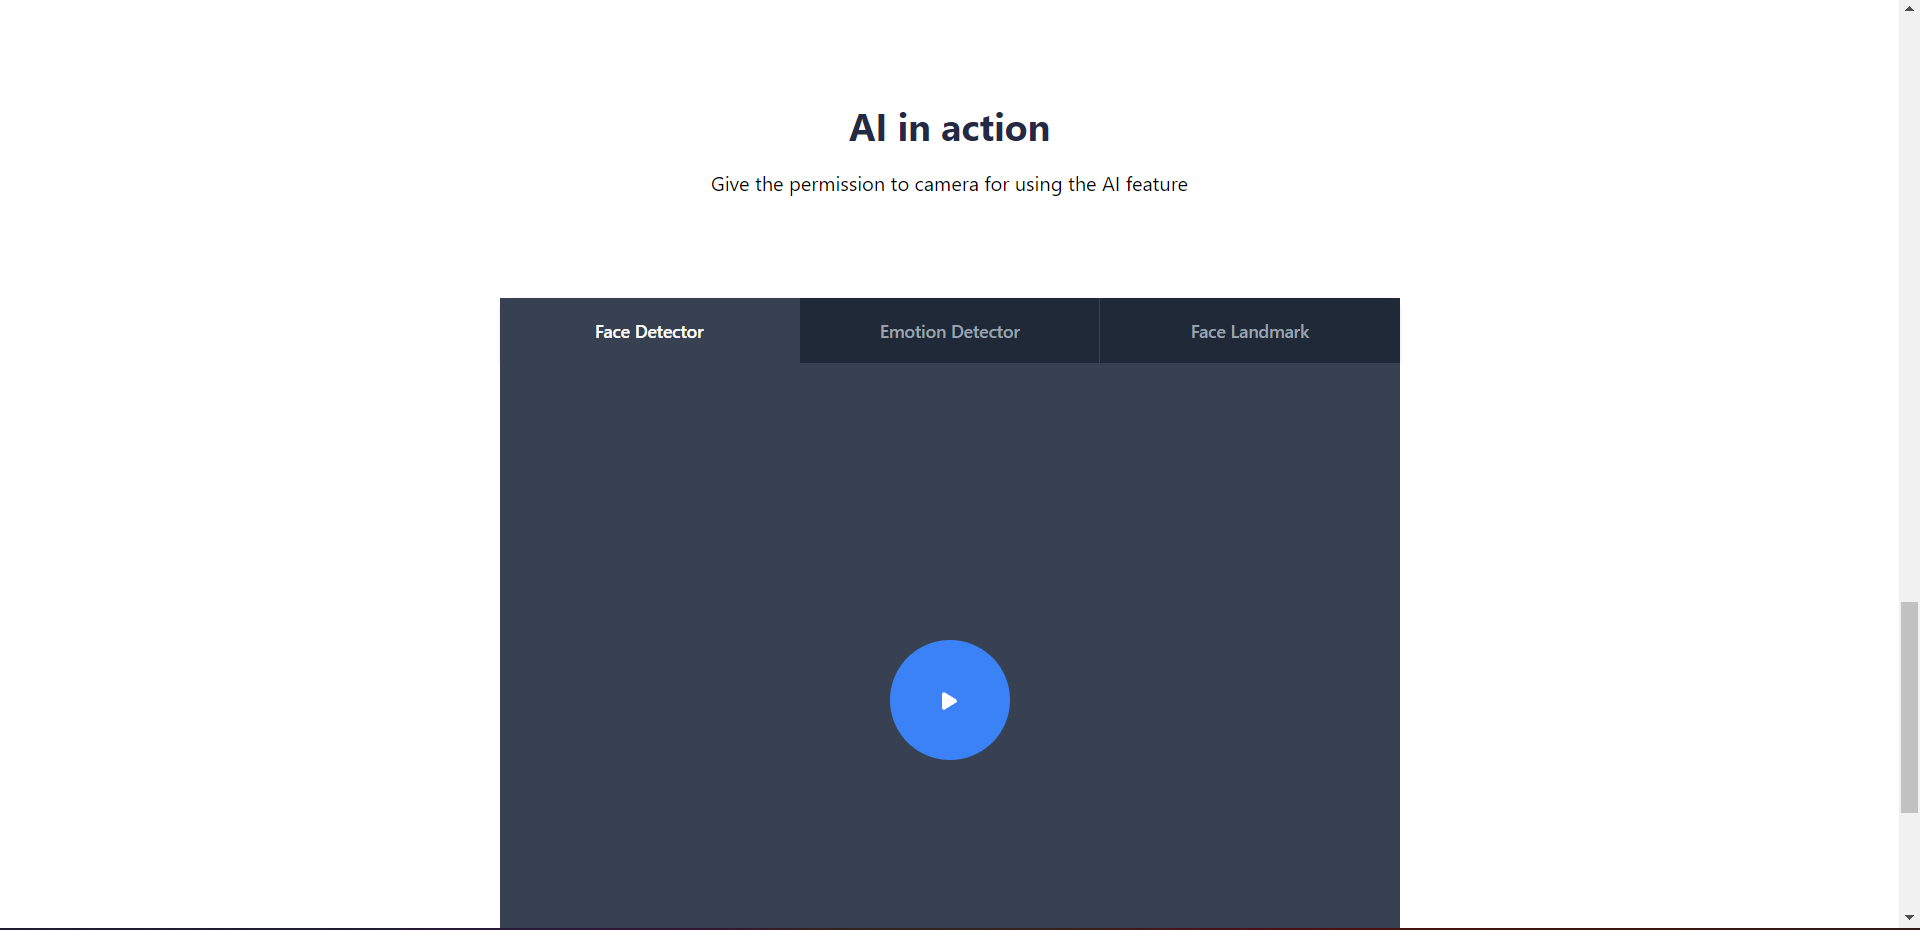 AI in action
Give the permission to camera for using the AI feature
Face Detector
Emotion Detector
Face Landmark